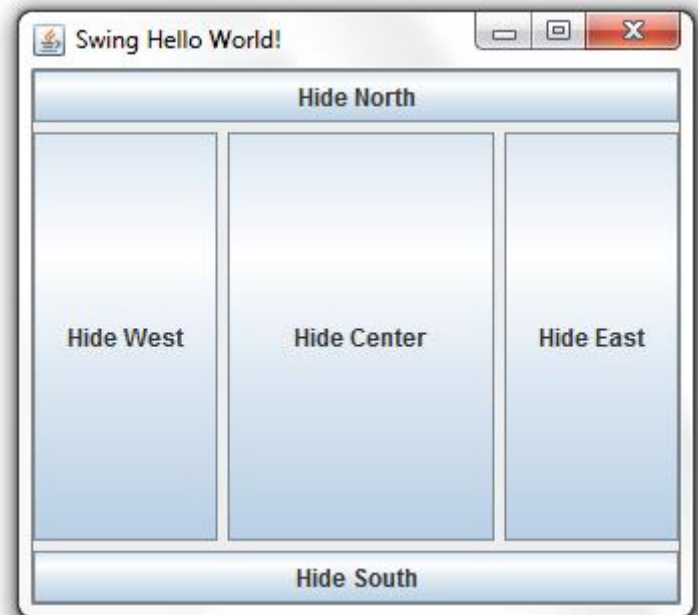 Swing Hello World!
Hide North
Hide West
Hide Center
Hide East
Hide South